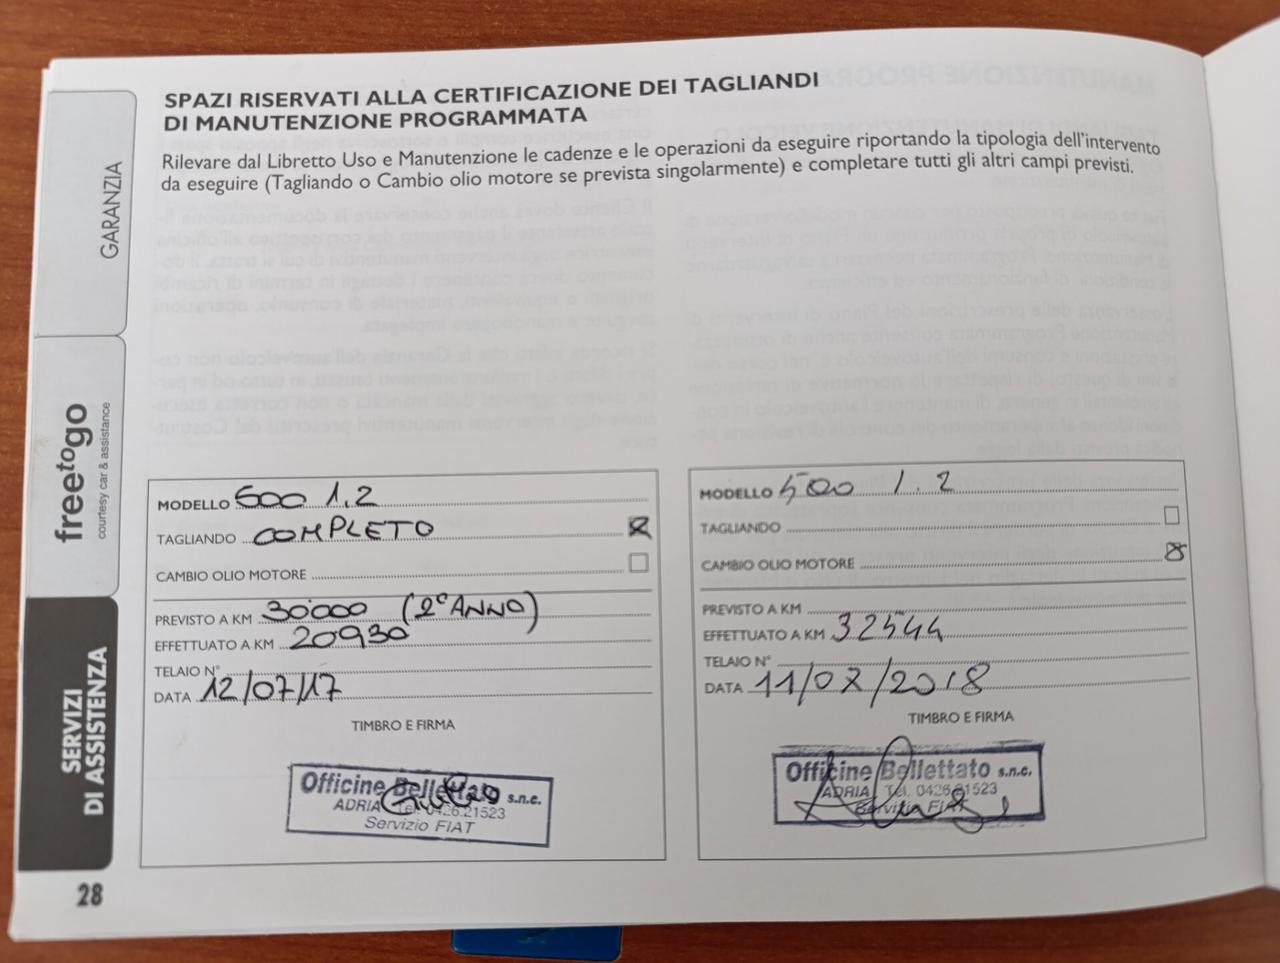 SPAZI RISERVATI ALLA CERTIFICAZIONE DEI TAGLIANDI
DI MANUTENZIONE PROGRAMMATA
Rilevare dal Libretto Uso e Manutenzione le cadenze e le operazioni da eseguire riportando la tipologia dell'intervento
da eseguire (Tagliando o Cambio olio motore se prevista singolarmente) e completare tutti gli altri campi previsti.
GARANZIA
freetogo
courtesy car & assistance
SERVIZI
DI ASSISTENZA
MODELLO 500 1.2
TAGLIANDO COMPLETO
CAMBIO OLIO MOTORE
PREVISTO A KM 30000 (2° ANNO)
EFFETTUATO A KM 20930
TELAIO N°
DATA 12/07/17
TIMBRO E FIRMA
Officine Bellettato s.n.c.
ADRIA Tel. 0426.21523
Servizio FIAT
MODELLO 500 1.2
TAGLIANDO
CAMBIO OLIO MOTORE
PREVISTO A KM
EFFETTUATO A KM 32544
TELAIO N°
DATA 11/07/2018
TIMBRO E FIRMA
Officine Bellettato s.n.c.
ADRIA Tel. 0426.21523
Servizio FIAT
28